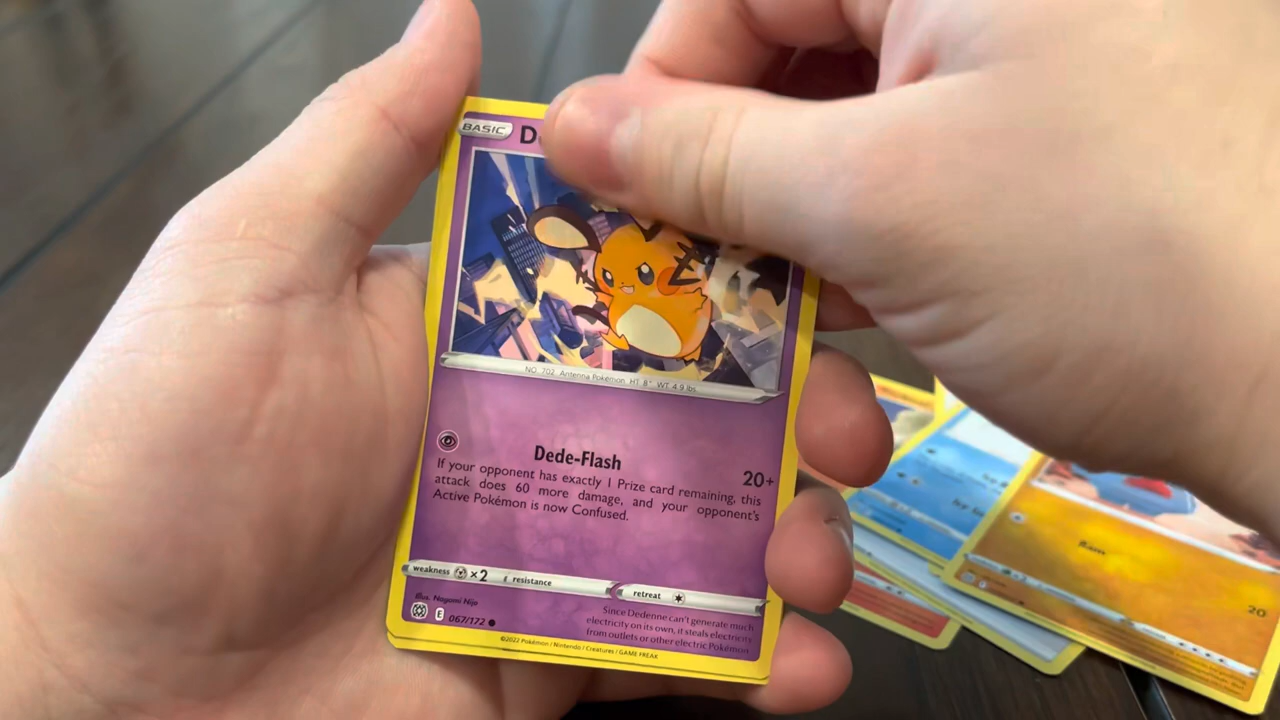 BASIC D
NO. 702 Antenna Pokémon HT: 8" WT: 4.9 lbs.
Dede-Flash 20+
If your opponent has exactly 1 Prize card remaining, this
attack does 60 more damage, and your opponent's
Active Pokémon is now Confused.
weakness ×2 resistance retreat
Illus. Nagomi Nijo
E 067/172
Since Dedenne can't generate much
electricity on its own, it steals electricity
from outlets or other electric Pokémon
©2022 Pokémon / Nintendo / Creatures / GAME FREAK
Ram
20